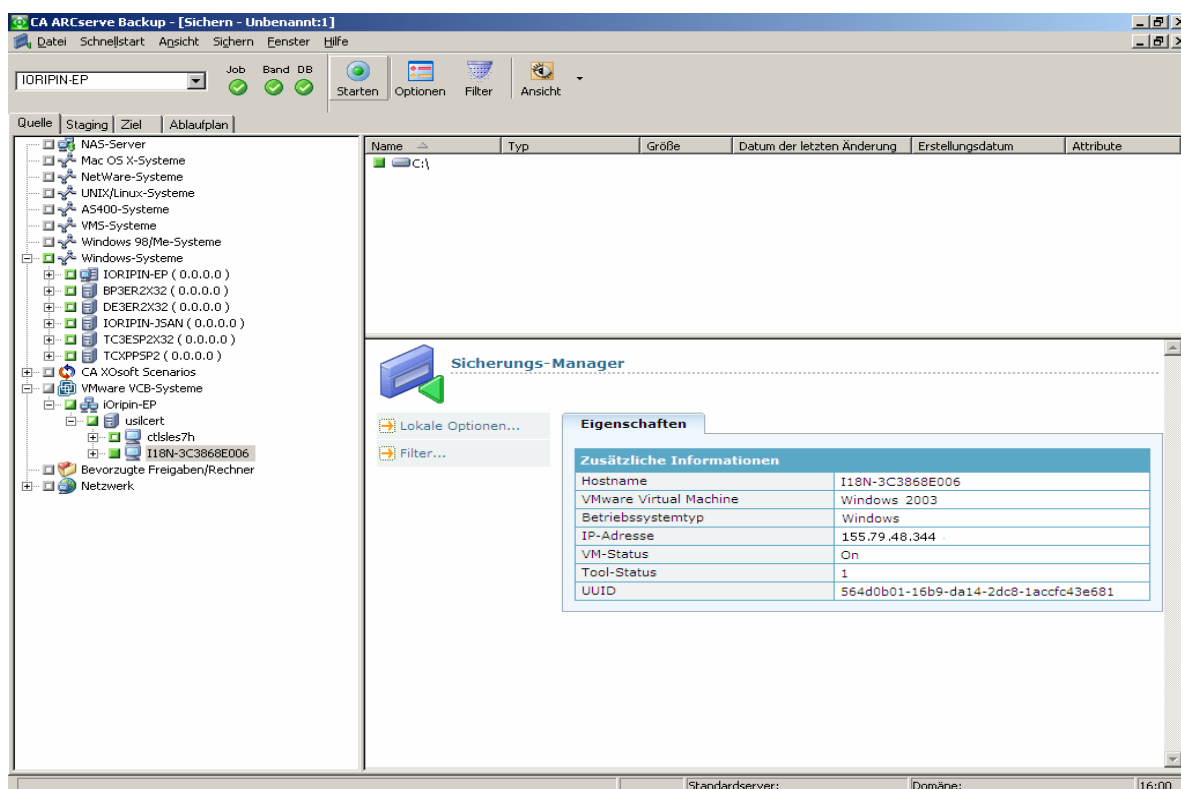 CA ARCserve Backup - [Sichern - Unbenannt:1]
Datei Schnellstart Ansicht Sichern Fenster Hilfe
IORIPIN-EP
Job Band DB
Starten Optionen Filter Ansicht
Quelle Staging Ziel Ablaufplan
NAS-Server
Mac OS X-Systeme
NetWare-Systeme
UNIX/Linux-Systeme
AS400-Systeme
VMS-Systeme
Windows 98/Me-Systeme
Windows-Systeme
IORIPIN-EP ( 0.0.0.0 )
BP3ER2X32 ( 0.0.0.0 )
DE3ER2X32 ( 0.0.0.0 )
IORIPIN-JSAN ( 0.0.0.0 )
TC3ESP2X32 ( 0.0.0.0 )
TCXPPSP2 ( 0.0.0.0 )
CA XOsoft Scenarios
VMware VCB-Systeme
iOripin-EP
usilcert
ctlsles7h
I18N-3C3868E006
Bevorzugte Freigaben/Rechner
Netzwerk
Name Typ Größe Datum der letzten Änderung Erstellungsdatum Attribute
C:\
Sicherungs-Manager
Lokale Optionen...
Filter...
Eigenschaften
Zusätzliche Informationen
Hostname I18N-3C3868E006
VMware Virtual Machine Windows 2003
Betriebssystemtyp Windows
IP-Adresse 155.79.48.344
VM-Status On
Tool-Status 1
UUID 564d0b01-16b9-da14-2dc8-1accfc43e681
Standardserver: Domäne: 16:00